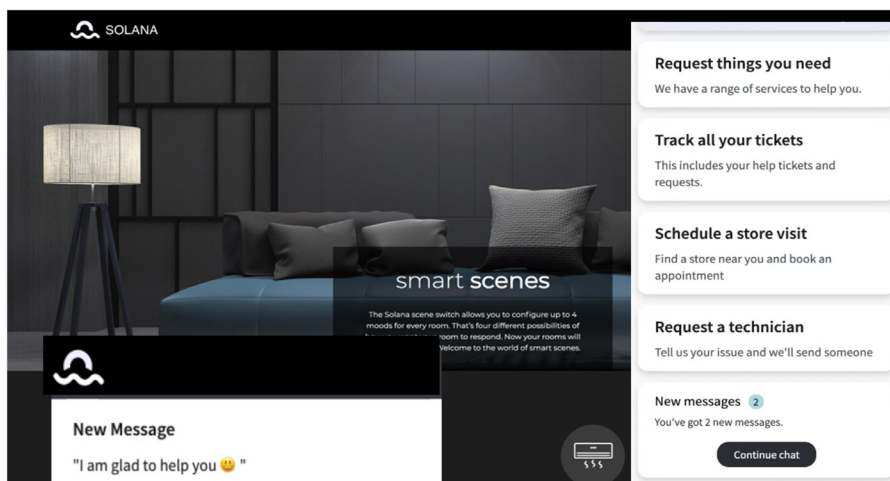 SOLANA
smart scenes
The Solana scene switch allows you to configure up to 4
moods for every room. That's four different possibilities of
room to respond. Now your rooms will
Welcome to the world of smart scenes.
New Message
"I am glad to help you 😃 "
Request things you need
We have a range of services to help you.
Track all your tickets
This includes your help tickets and
requests.
Schedule a store visit
Find a store near you and book an
appointment
Request a technician
Tell us your issue and we'll send someone
New messages 2
You've got 2 new messages.
Continue chat